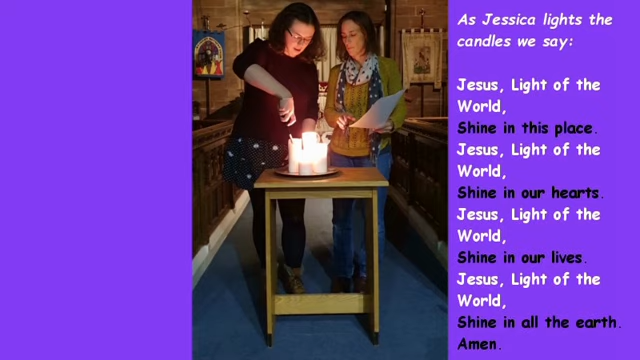 As Jessica lights the
candles we say:
Jesus, Light of the
World,
Shine in this place.
Jesus, Light of the
World,
Shine in our hearts.
Jesus, Light of the
World,
Shine in our lives.
Jesus, Light of the
World,
Shine in all the earth.
Amen.